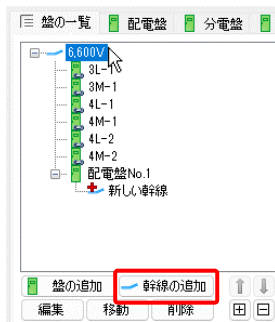 盤の一覧 配電盤 分電盤
6,600V
3L-1
3M-1
4L-1
4M-1
4L-2
4M-2
配電盤No.1
新しい幹線
盤の追加 幹線の追加
編集 移動 削除